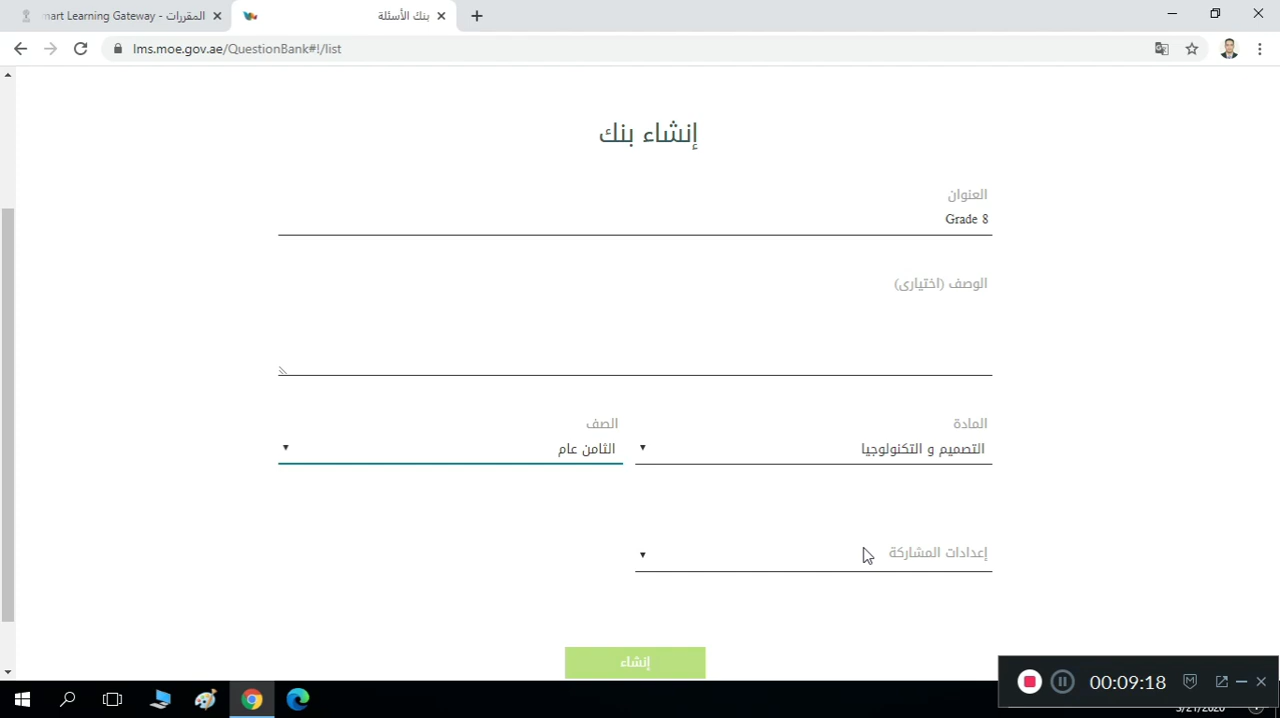 المقررات - mart Learning Gateway
بنك الأسئلة
lms.moe.gov.ae/QuestionBank#!/list
إنشاء بنك
العنوان
Grade 8
الوصف (اختيارى)
المادة
الصف
التصميم و التكنولوجيا
الثامن عام
إعدادات المشاركة
إنشاء
00:09:18